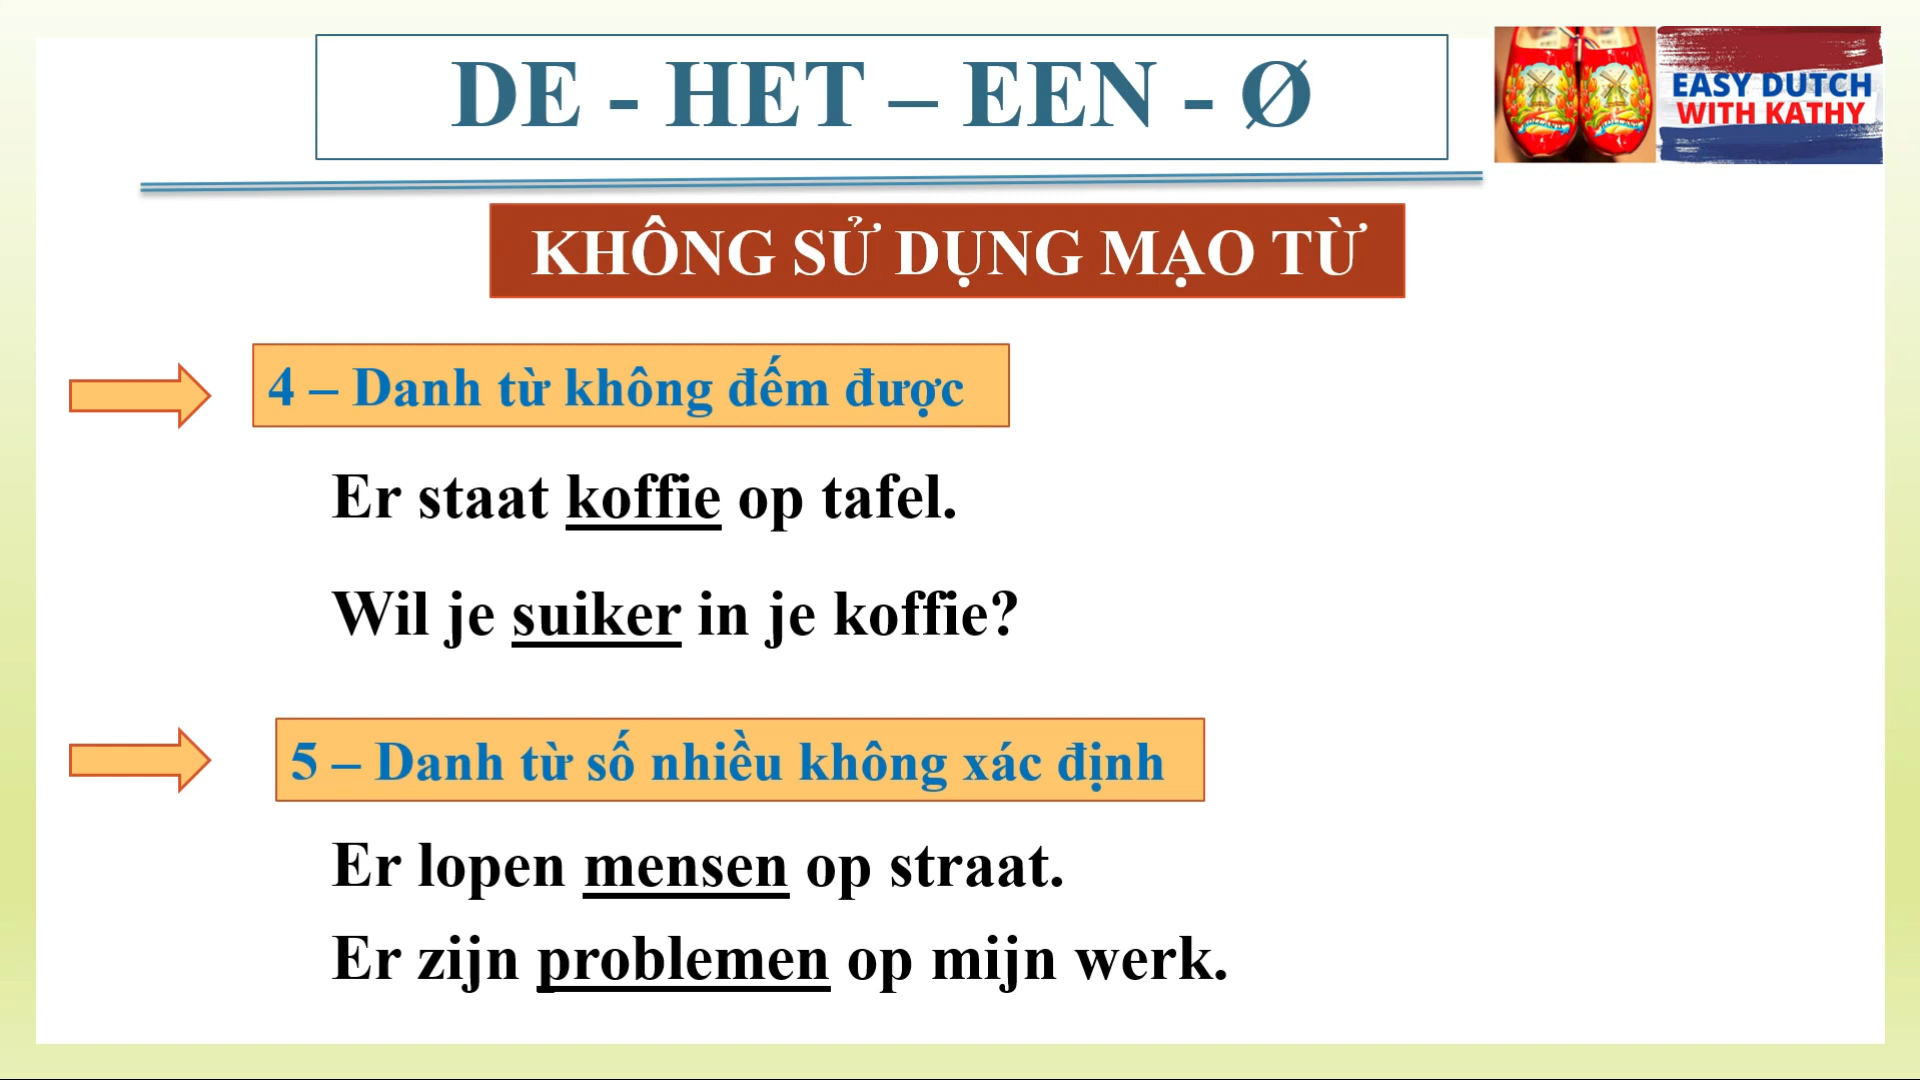 DE - HET – EEN - Ø
EASY DUTCH
WITH KATHY
KHÔNG SỬ DỤNG MẠO TỪ
4 – Danh từ không đếm được
Er staat koffie op tafel.
Wil je suiker in je koffie?
5 – Danh từ số nhiều không xác định
Er lopen mensen op straat.
Er zijn problemen op mijn werk.